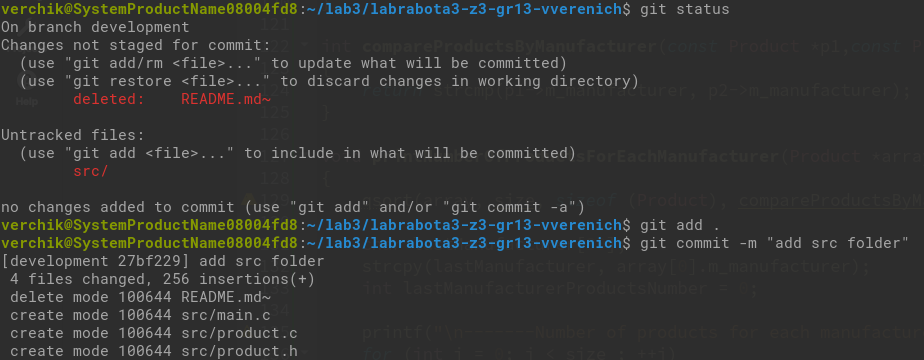 verchik@SystemProductName08004fd8:~/lab3/labrabota3-z3-gr13-vverenich$ git status
On branch development
Changes not staged for commit:
  (use "git add/rm <file>..." to update what will be committed)
  (use "git restore <file>..." to discard changes in working directory)
        deleted:    README.md~

Untracked files:
  (use "git add <file>..." to include in what will be committed)
        src/

no changes added to commit (use "git add" and/or "git commit -a")
verchik@SystemProductName08004fd8:~/lab3/labrabota3-z3-gr13-vverenich$ git add .
verchik@SystemProductName08004fd8:~/lab3/labrabota3-z3-gr13-vverenich$ git commit -m "add src folder"
[development 27bf229] add src folder
 4 files changed, 256 insertions(+)
 delete mode 100644 README.md~
 create mode 100644 src/main.c
 create mode 100644 src/product.c
 create mode 100644 src/product.h